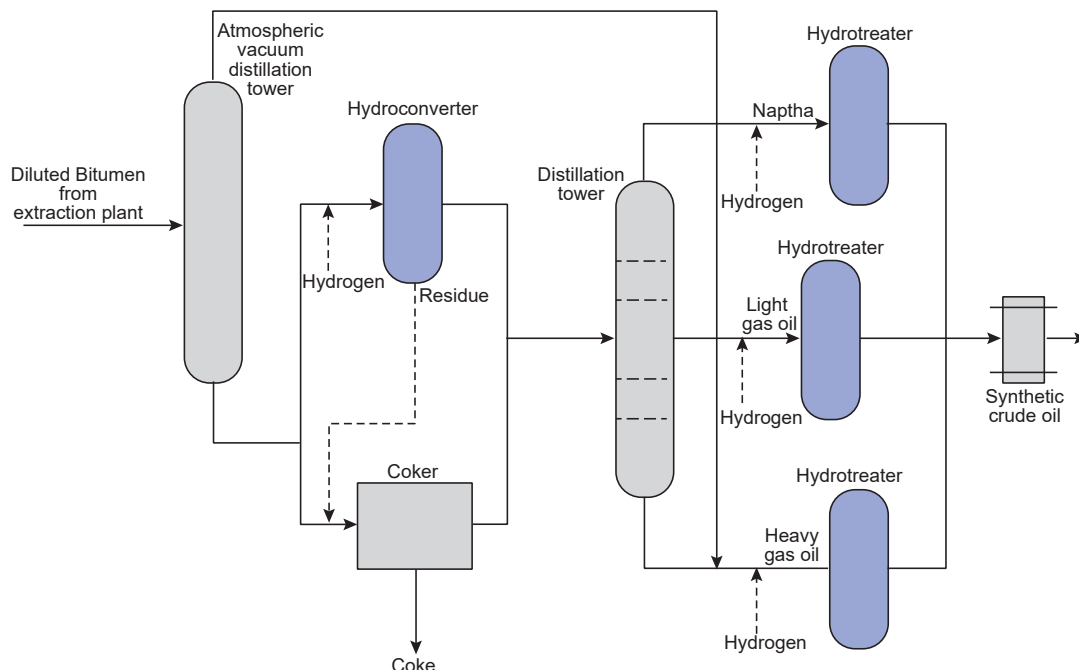 Atmospheric
vacuum
distillation
tower
Hydrotreater
Hydroconverter
Naptha
Diluted Bitumen
from
extraction plant
Distillation
tower
Hydrogen
Hydrotreater
Hydrogen
Residue
Light
gas oil
Synthetic
crude oil
Hydrogen
Coker
Hydrotreater
Heavy
gas oil
Hydrogen
Coke